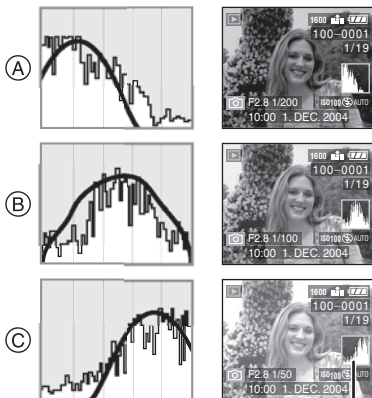 A
1600
100-0001
1/19
F2.8 1/200 ISO100 AUTO
10:00 1. DEC. 2004
B
1600
100-0001
1/19
F2.8 1/100 ISO100 AUTO
10:00 1. DEC. 2004
C
1600
100-0001
1/19
F2.8 1/50 ISO100 AUTO
10:00 1. DEC. 2004